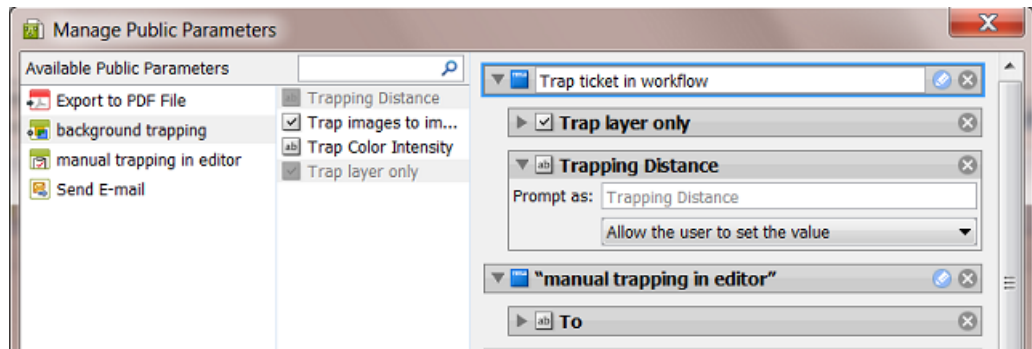 Manage Public Parameters
X
Available Public Parameters
Export to PDF File
background trapping
manual trapping in editor
Send E-mail
Trapping Distance
Trap images to im...
Trap Color Intensity
Trap layer only
Trap ticket in workflow
Trap layer only
ab Trapping Distance
Prompt as: Trapping Distance
Allow the user to set the value
"manual trapping in editor"
ab To